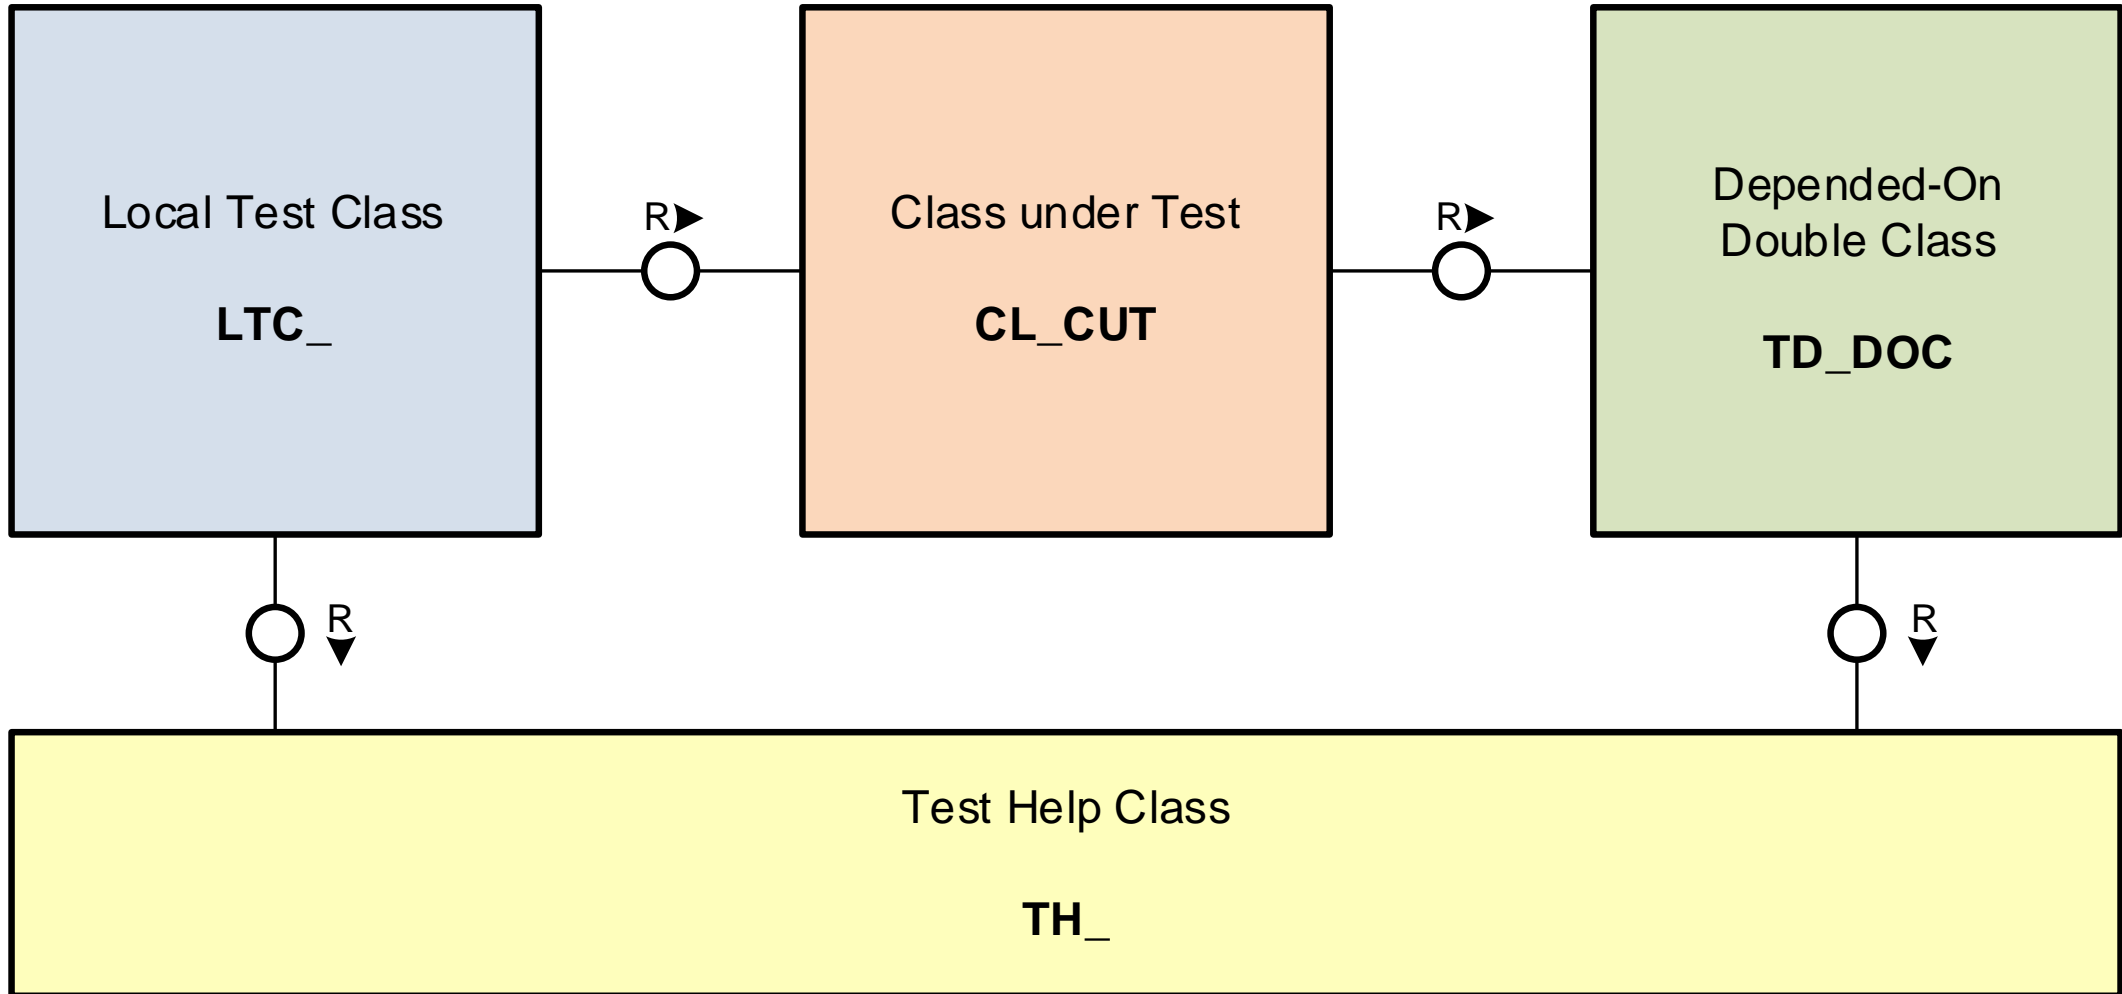 Local Test Class
LTC_
R
Class under Test
CL_CUT
R
Depended-On
Double Class
TD_DOC
R
R
Test Help Class
TH_